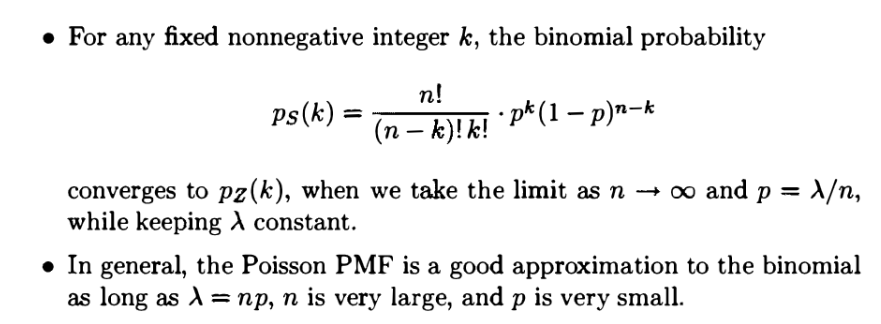 • For any fixed nonnegative integer k, the binomial probability
pS(k) = n! / ((n − k)! k!) · p^k (1 − p)^{n−k}
converges to pZ(k), when we take the limit as n → ∞ and p = λ/n,
while keeping λ constant.
• In general, the Poisson PMF is a good approximation to the binomial
as long as λ = np, n is very large, and p is very small.